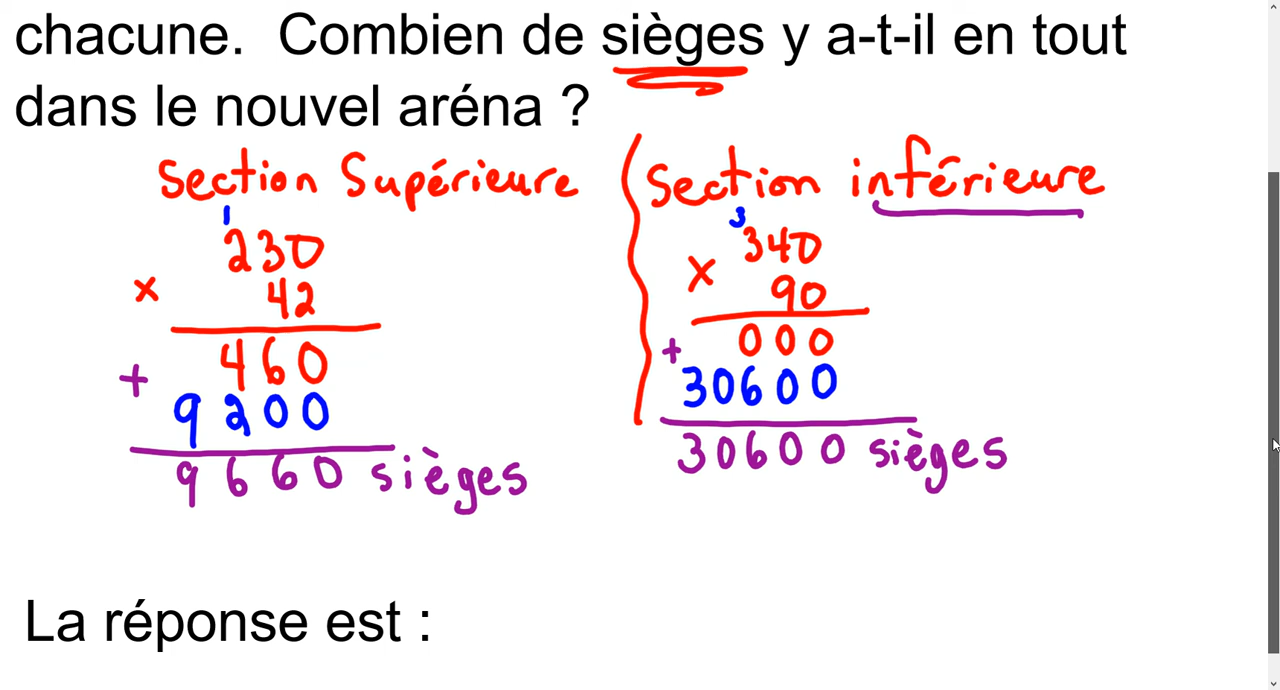 chacune. Combien de sièges y a-t-il en tout
dans le nouvel aréna ?
Section Supérieure
1
230
x 42
460
+ 9200
9660 sièges
Section inférieure
3
340
x 90
000
+ 30600
30600 sièges
La réponse est :